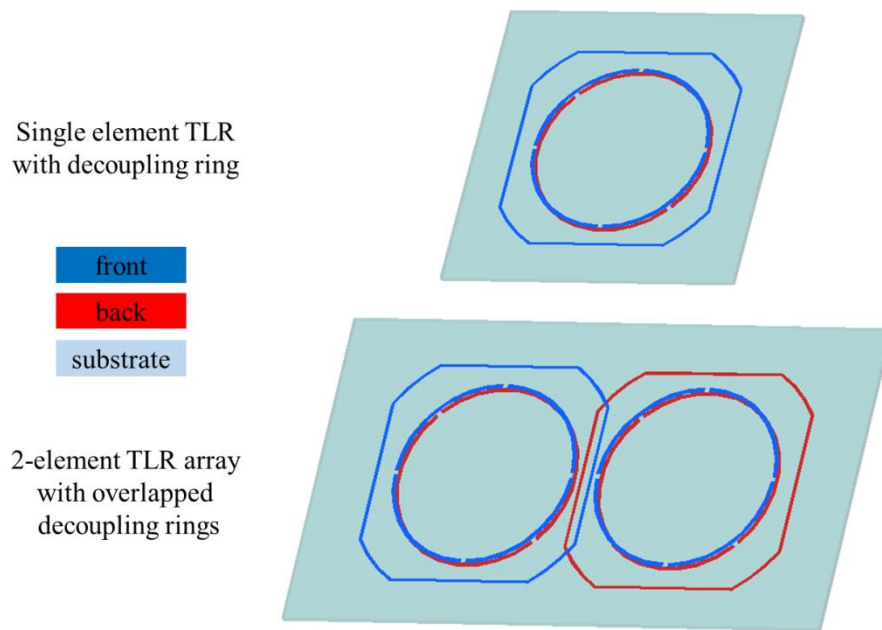 Single element TLR
with decoupling ring
front
back
substrate
2-element TLR array
with overlapped
decoupling rings